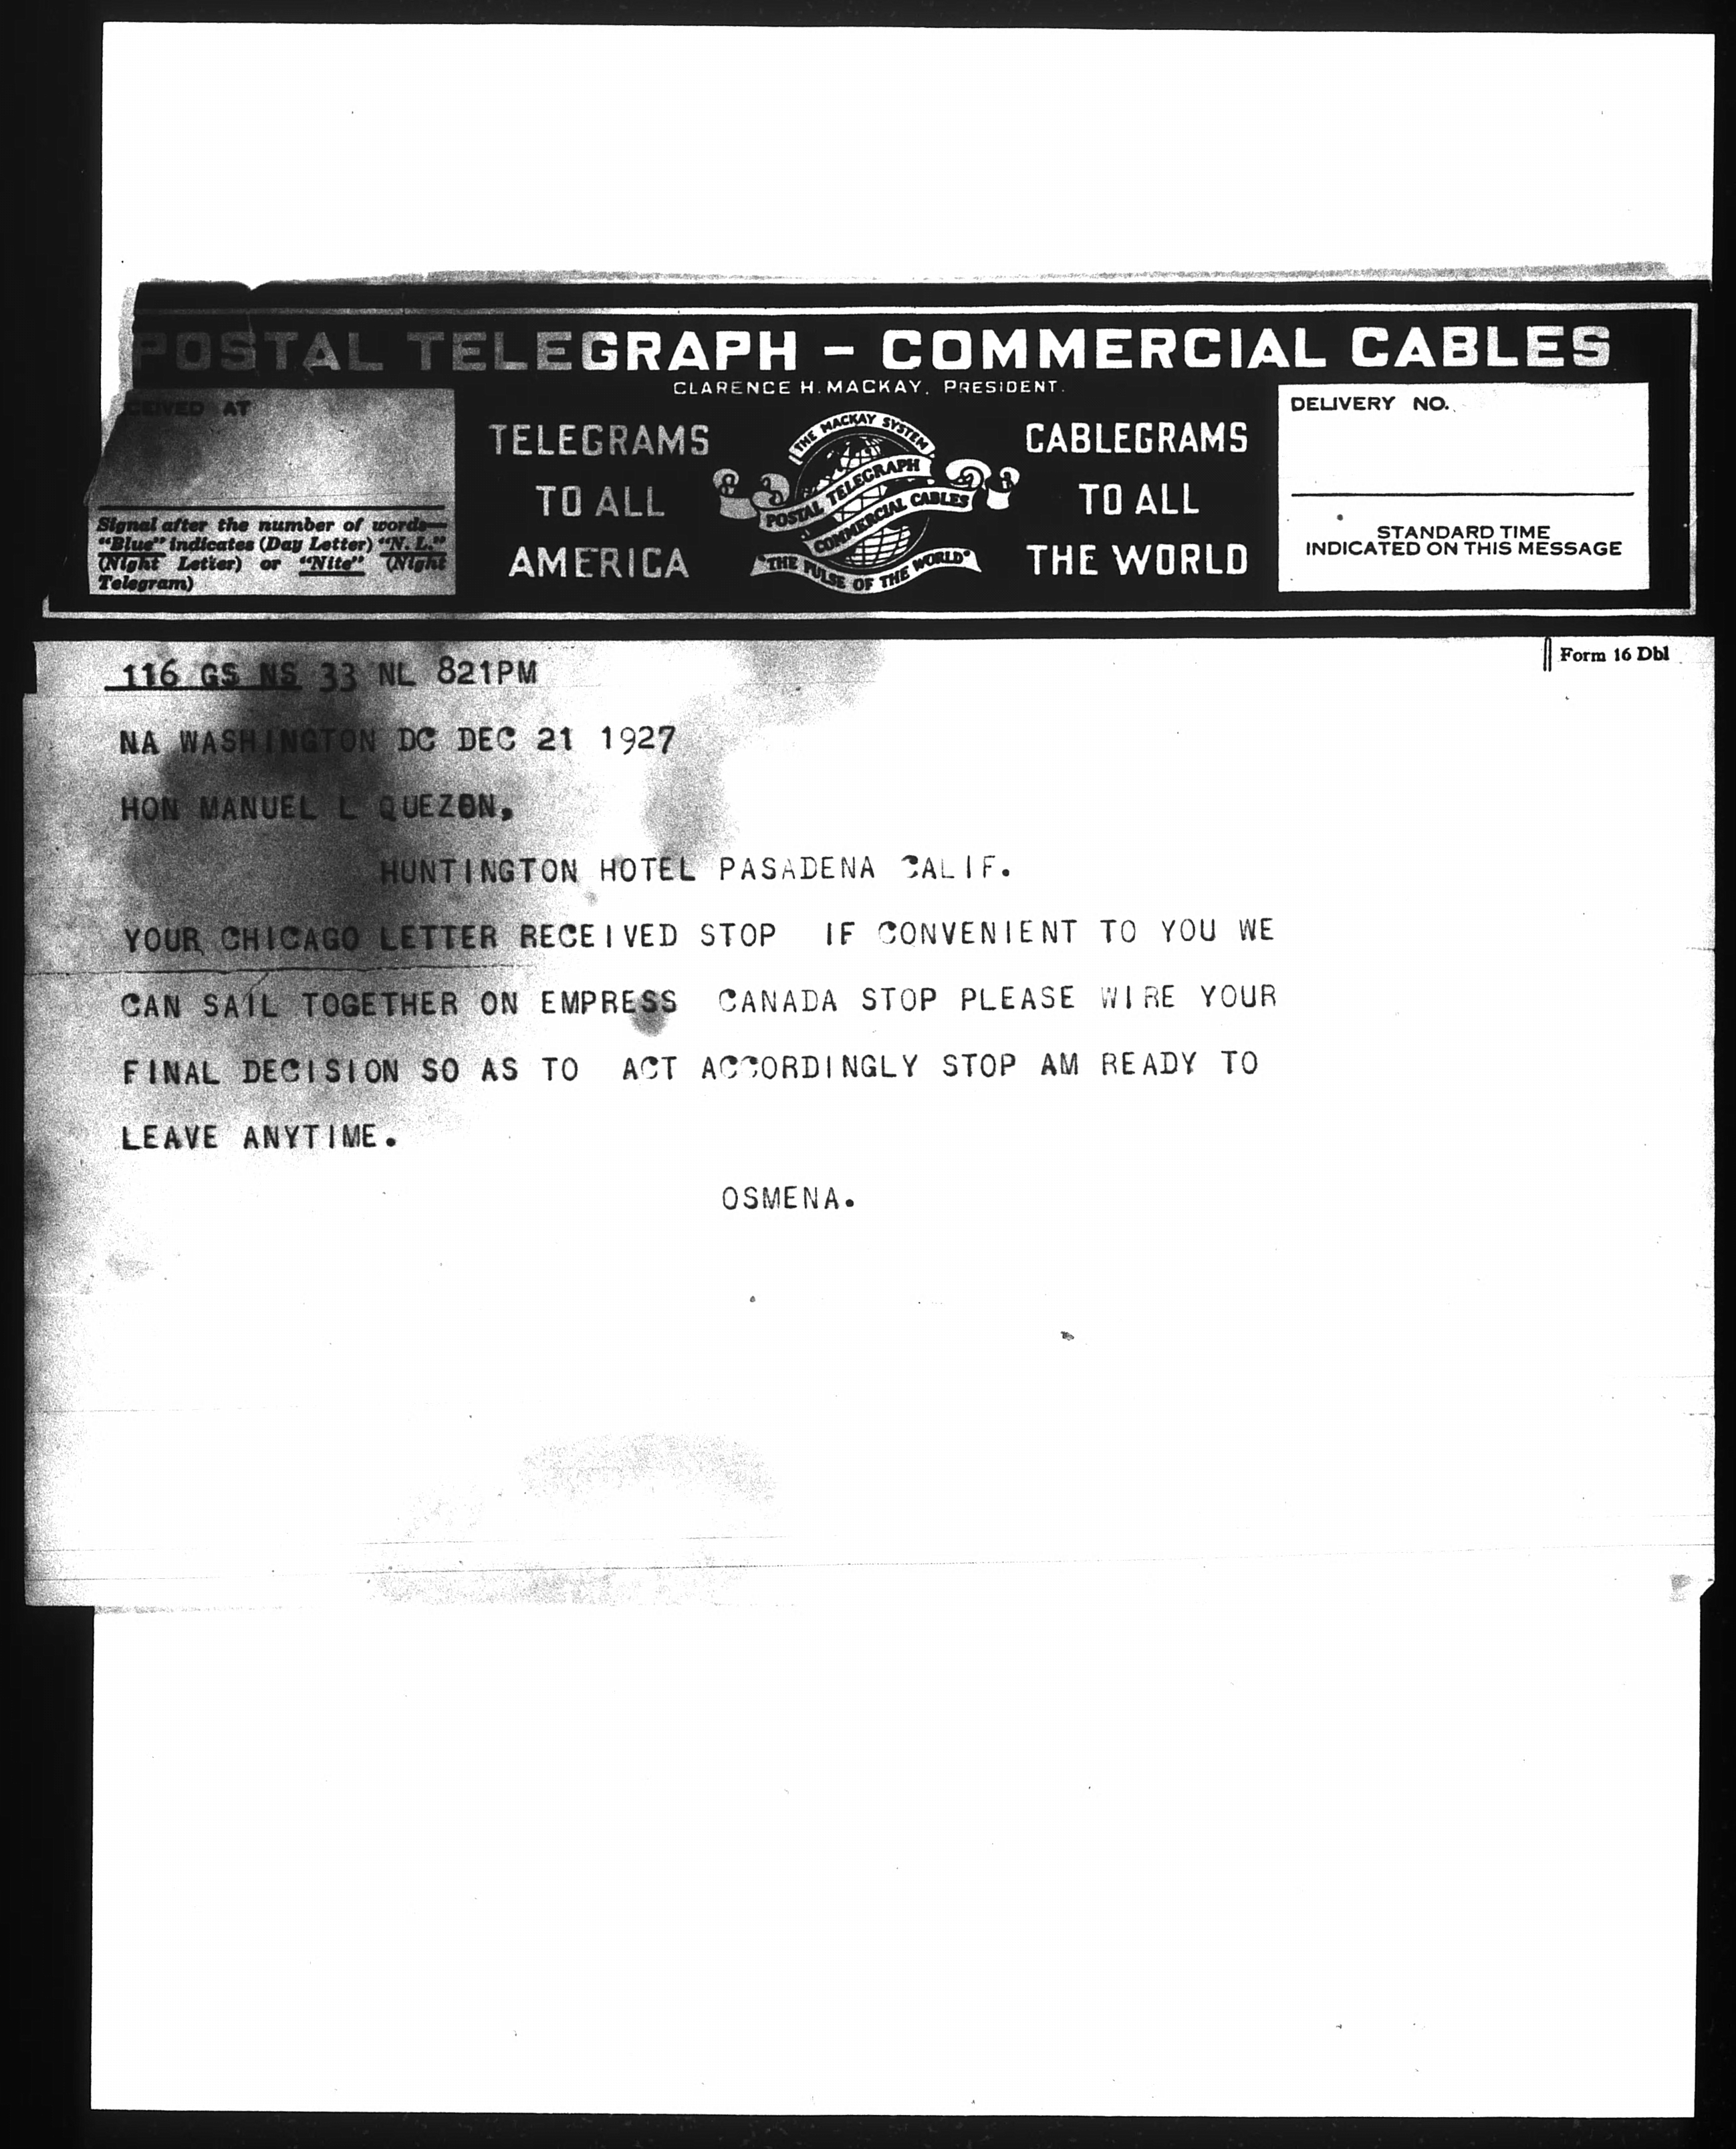 POSTAL TELEGRAPH - COMMERCIAL CABLES
CLARENCE H. MACKAY, PRESIDENT.
CEIVED AT
Signal after the number of words—
"Blue" indicates (Day Letter) "N. L."
(Night Letter) or "Nite" (Night
Telegram)
TELEGRAMS
TO ALL
AMERICA
THE MACKAY SYSTEM
POSTAL TELEGRAPH
COMMERCIAL CABLES
"THE PULSE OF THE WORLD"
CABLEGRAMS
TO ALL
THE WORLD
DELIVERY NO.
STANDARD TIME
INDICATED ON THIS MESSAGE
Form 16 Dbl
116 GS NS 33 NL 821PM
NA WASHINGTON DC DEC 21 1927
HON MANUEL L QUEZON,
HUNTINGTON HOTEL PASADENA CALIF.
YOUR CHICAGO LETTER RECEIVED STOP IF CONVENIENT TO YOU WE
CAN SAIL TOGETHER ON EMPRESS CANADA STOP PLEASE WIRE YOUR
FINAL DECISION SO AS TO ACT ACCORDINGLY STOP AM READY TO
LEAVE ANYTIME.
OSMENA.